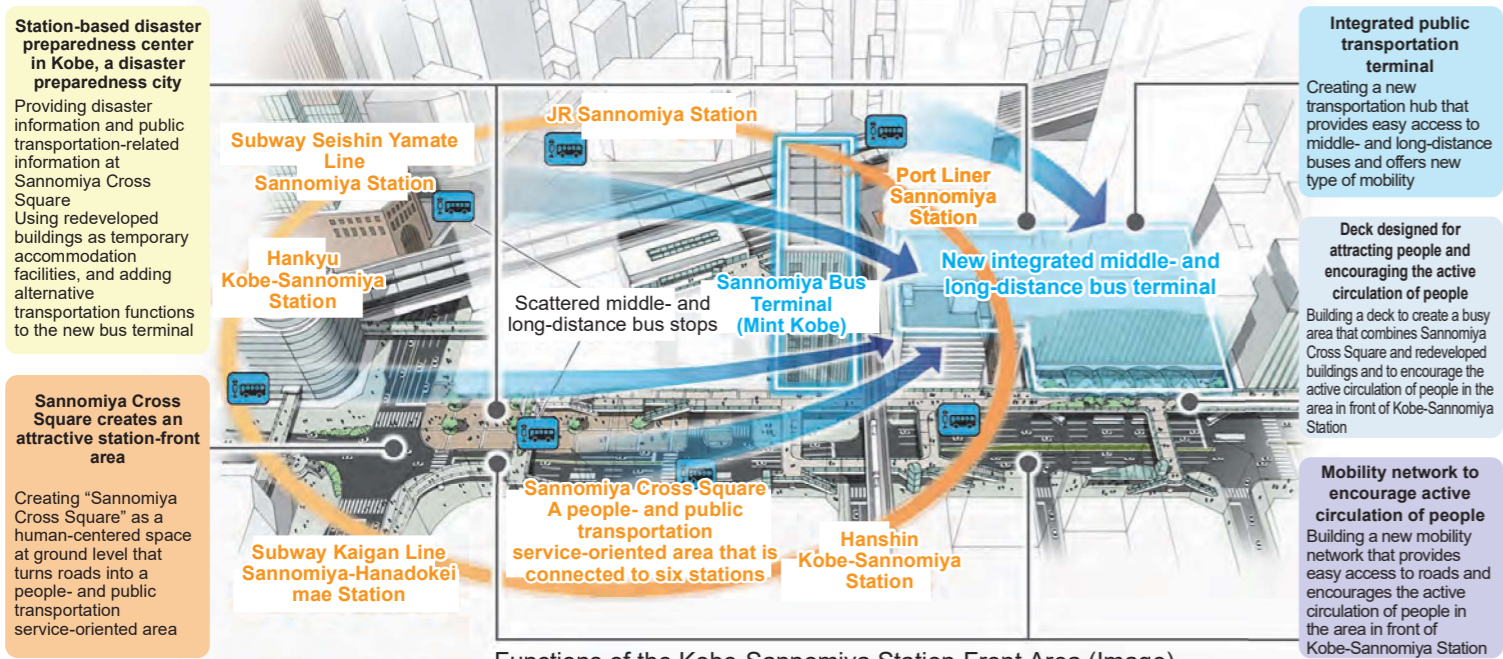 Station-based disaster
preparedness center
in Kobe, a disaster
preparedness city
Providing disaster
information and public
transportation-related
information at
Sannomiya Cross
Square
Using redeveloped
buildings as temporary
accommodation
facilities, and adding
alternative
transportation functions
to the new bus terminal
Sannomiya Cross
Square creates an
attractive station-front
area
Creating “Sannomiya
Cross Square” as a
human-centered space
at ground level that
turns roads into a
people- and public
transportation
service-oriented area
JR Sannomiya Station
Subway Seishin Yamate
Line
Sannomiya Station
Hankyu
Kobe-Sannomiya
Station
Scattered middle- and
long-distance bus stops
Sannomiya Bus
Terminal
(Mint Kobe)
Port Liner
Sannomiya
Station
New integrated middle- and
long-distance bus terminal
Subway Kaigan Line
Sannomiya-Hanadokei
mae Station
Sannomiya Cross Square
A people- and public
transportation
service-oriented area that is
connected to six stations
Hanshin
Kobe-Sannomiya
Station
Integrated public
transportation
terminal
Creating a new
transportation hub that
provides easy access to
middle- and long-distance
buses and offers new
type of mobility
Deck designed for
attracting people and
encouraging the active
circulation of people
Building a deck to create a busy
area that combines Sannomiya
Cross Square and redeveloped
buildings and to encourage the
active circulation of people in the
area in front of Kobe-Sannomiya
Station
Mobility network to
encourage active
circulation of people
Building a new mobility
network that provides
easy access to roads and
encourages the active
circulation of people in
the area in front of
Kobe-Sannomiya Station
Functions of the Kobe-Sannomiya Station Front Area (Image)